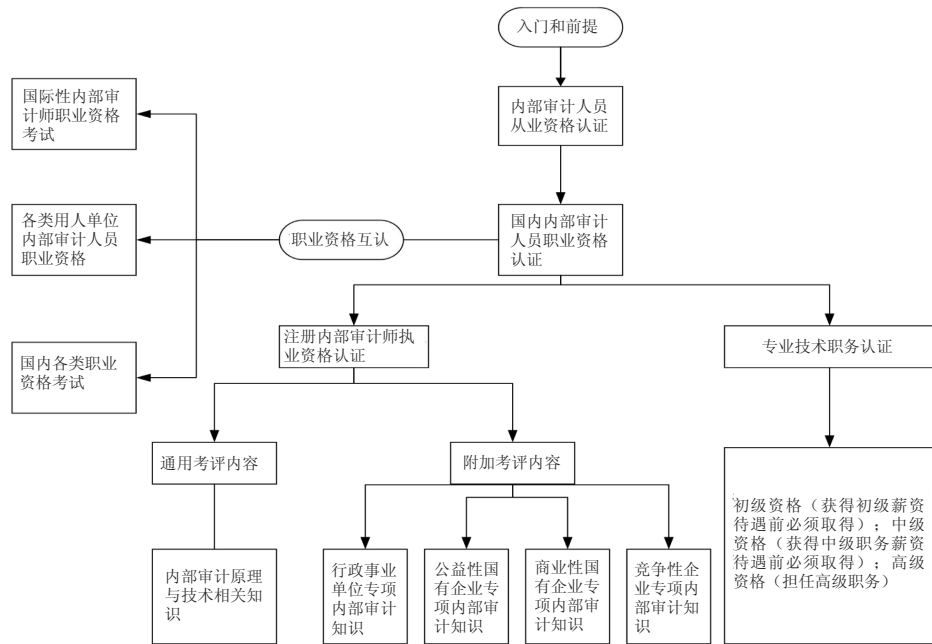 入门和前提
国际性内部审
计师职业资格
考试
内部审计人员
从业资格认证
各类用人单位
内部审计人员
职业资格
职业资格互认
国内内部审计
人员职业资格
认证
注册内部审计师执
业资格认证
专业技术职务认证
国内各类职业
资格考试
通用考评内容
附加考评内容
初级资格（获得初级薪资
待遇前必须取得）；中级
资格（获得中级职务薪资
待遇前必须取得）；高级
资格（担任高级职务）
内部审计原理
与技术相关知
识
行政事业
单位专项
内部审计
知识
公益性国
有企业专
项内部审
计知识
商业性国
有企业专
项内部审
计知识
竞争性企
业专项内
部审计知
识